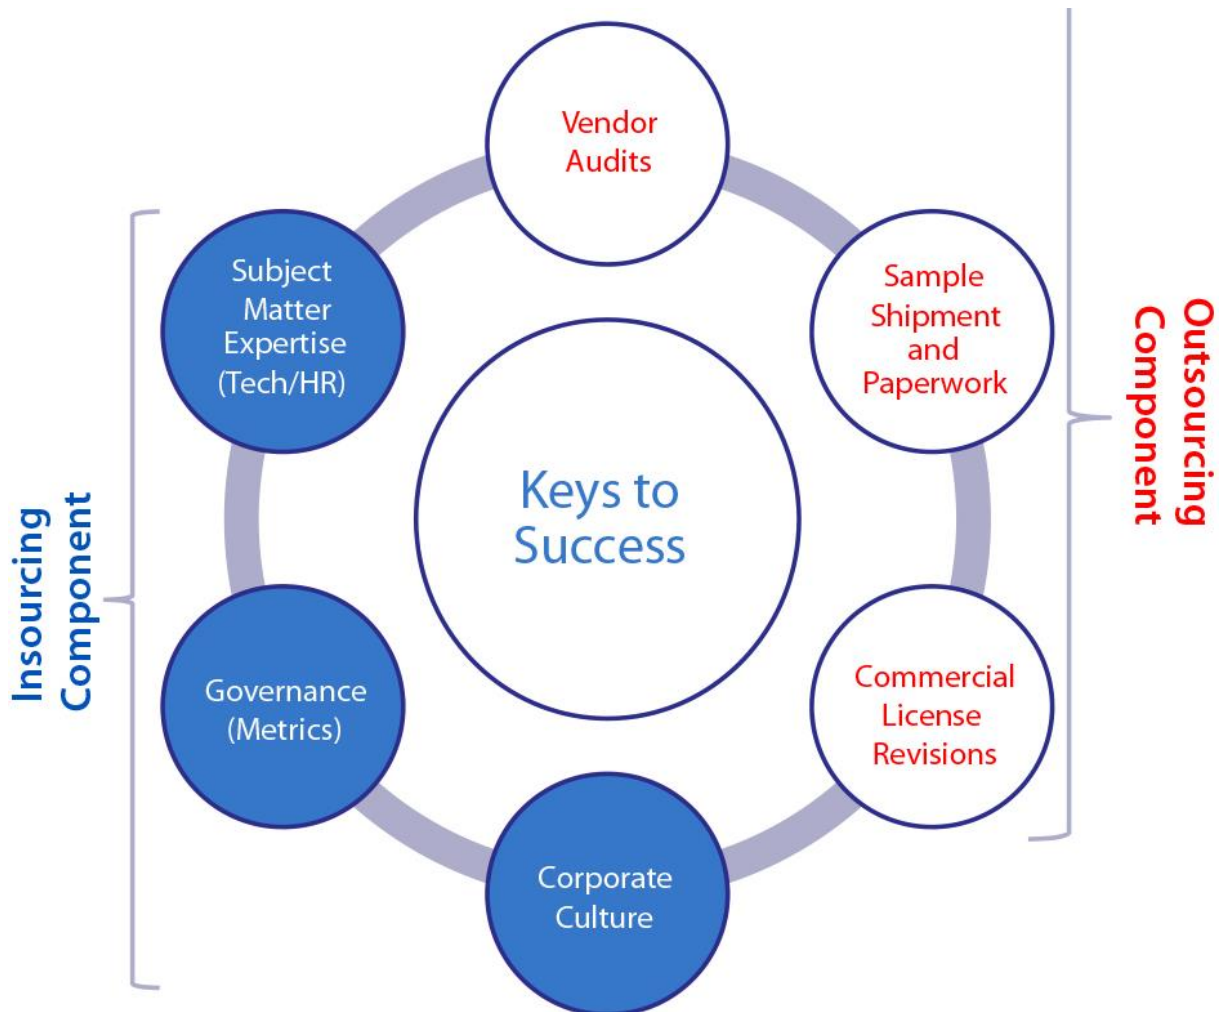 Vendor
Audits
Subject
Matter
Expertise
(Tech/HR)
Sample
Shipment
and
Paperwork
Keys to
Success
Insourcing
Component
Outsourcing
Component
Governance
(Metrics)
Commercial
License
Revisions
Corporate
Culture